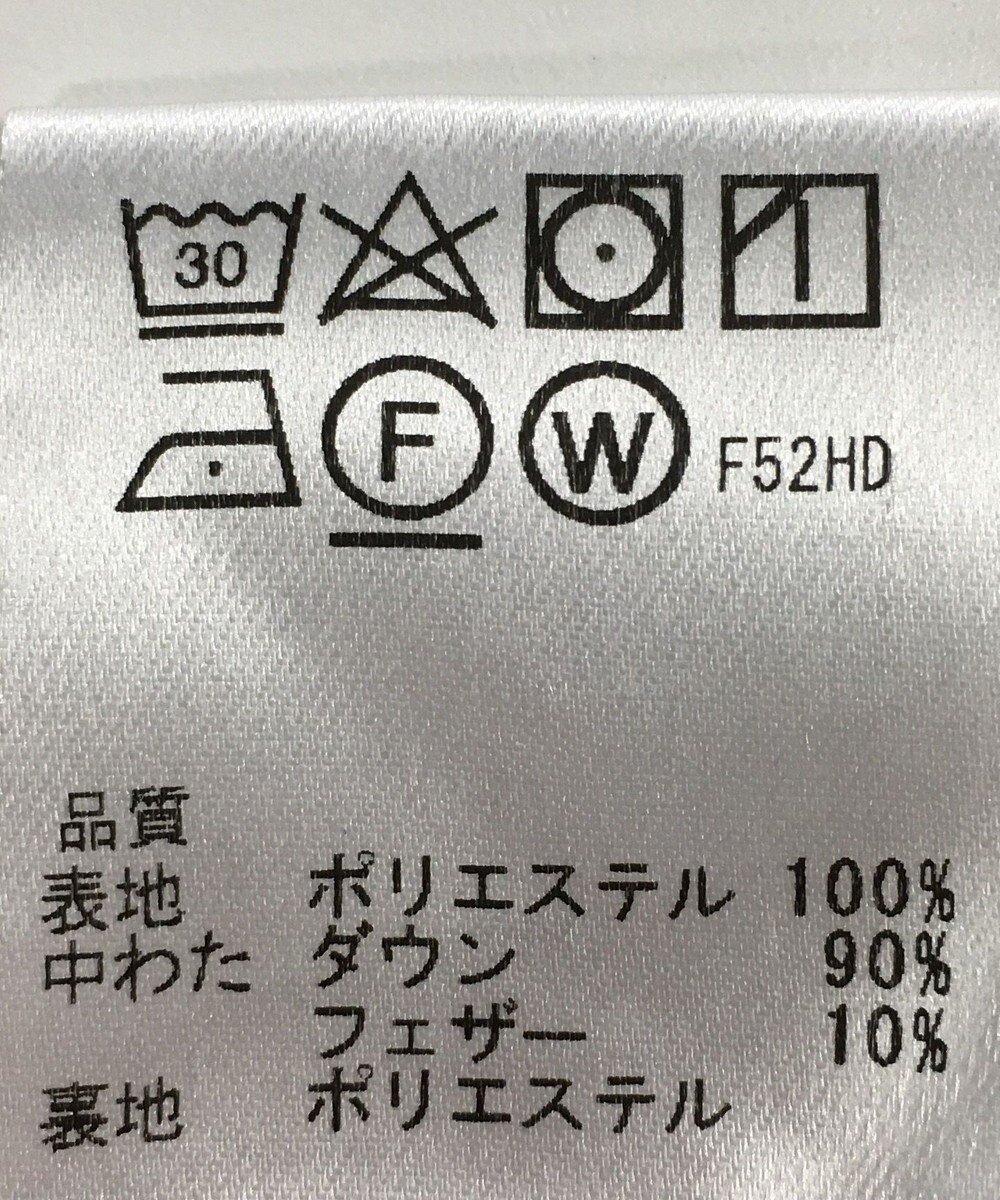 30
F W F52HD
品質
表地 ポリエステル 100%
中わた ダウン 90%
フェザー 10%
裏地 ポリエステル